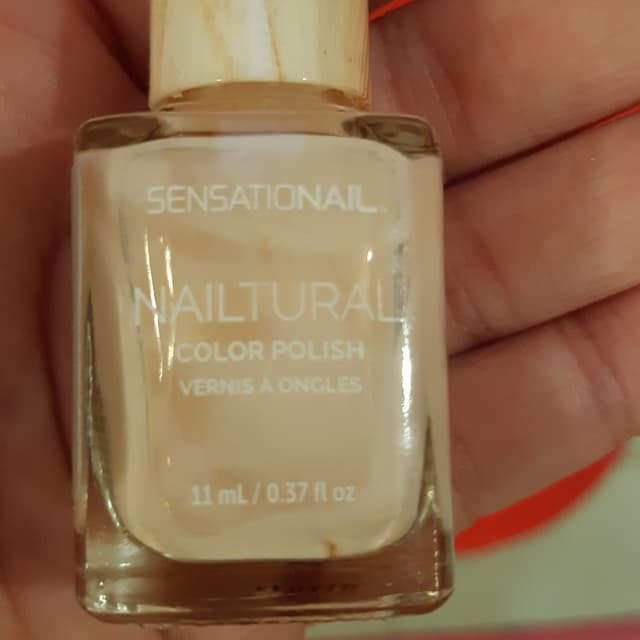 SENSATIONAIL
NAILTURAL
COLOR POLISH
VERNIS À ONGLES
11 mL / 0.37 fl oz